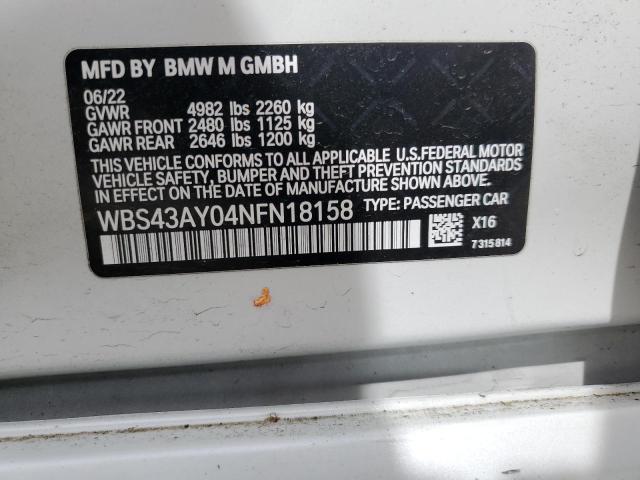 MFD BY BMW M GMBH
06/22
GVWR 4982 lbs 2260 kg
GAWR FRONT 2480 lbs 1125 kg
GAWR REAR 2646 lbs 1200 kg
THIS VEHICLE CONFORMS TO ALL APPLICABLE U.S.FEDERAL MOTOR
VEHICLE SAFETY, BUMPER AND THEFT PREVENTION STANDARDS
IN EFFECT ON THE DATE OF MANUFACTURE SHOWN ABOVE.
WBS43AY04NFN18158 TYPE: PASSENGER CAR
X16
7315814